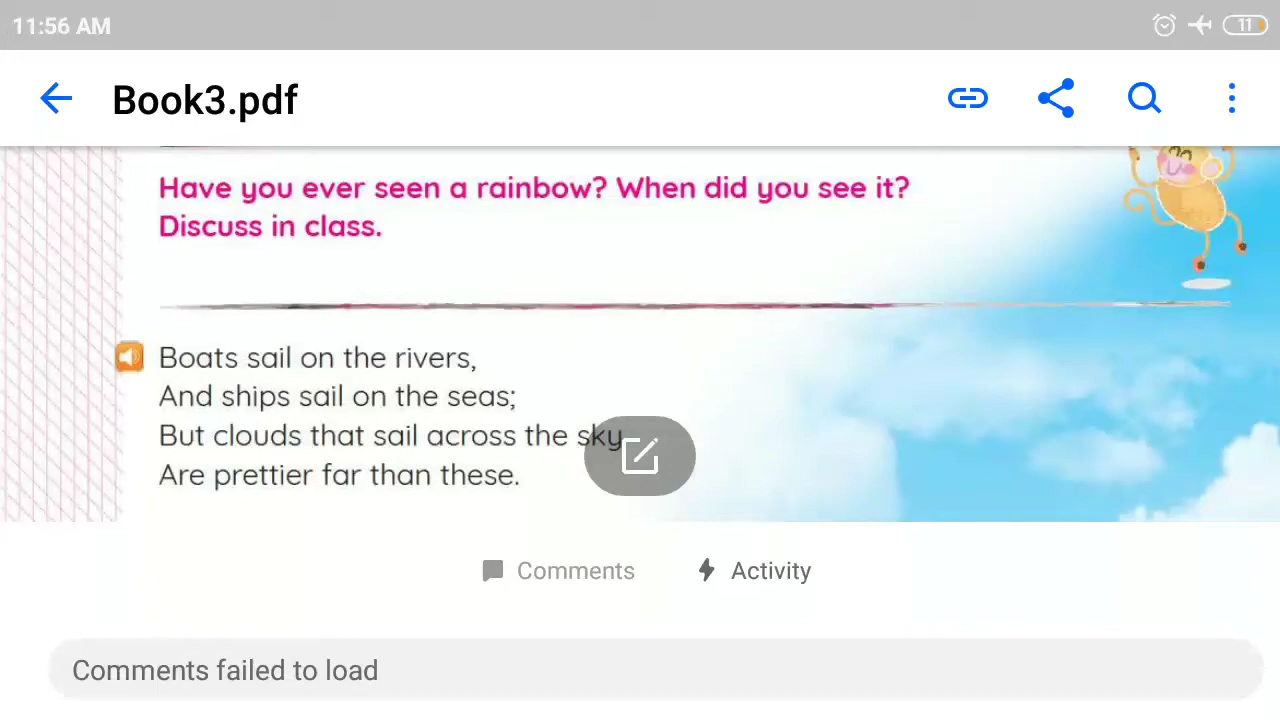 11:56 AM
11
Book3.pdf
Have you ever seen a rainbow? When did you see it?
Discuss in class.
Boats sail on the rivers,
And ships sail on the seas;
But clouds that sail across the sky
Are prettier far than these.
Comments
Activity
Comments failed to load